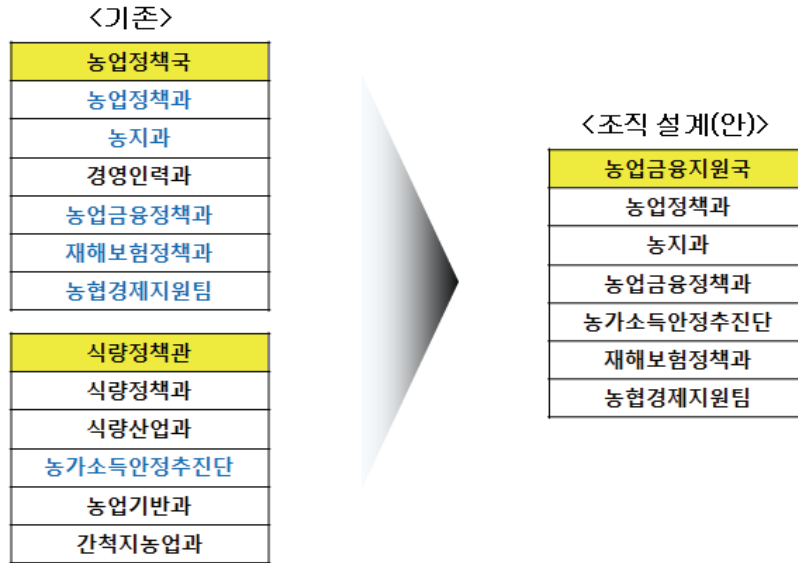 <기존>
농업정책국
농업정책과
농지과
경영인력과
농업금융정책과
재해보험정책과
농협경제지원팀
식량정책관
식량정책과
식량산업과
농가소득안정추진단
농업기반과
간척지농업과
<조직 설계(안)>
농업금융지원국
농업정책과
농지과
농업금융정책과
농가소득안정추진단
재해보험정책과
농협경제지원팀